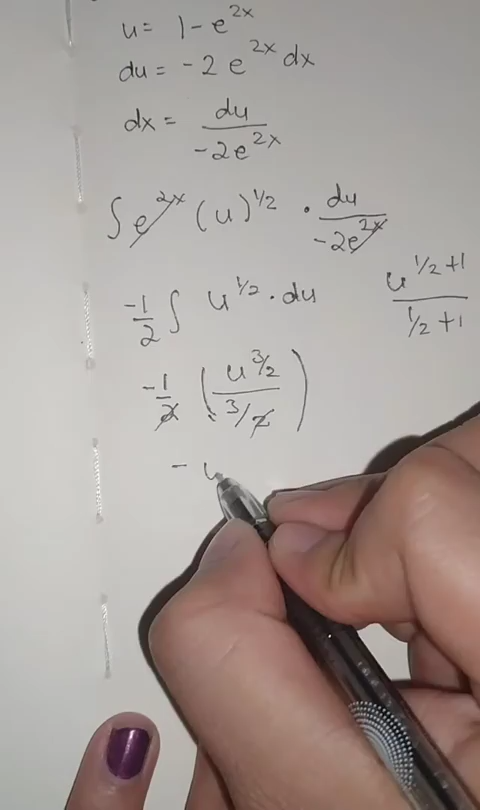 u = 1 - e^{2x}
du = -2 e^{2x} dx
dx = du / -2e^{2x}
∫ e^{2x} (u)^{1/2} · du / -2e^{2x}
-1/2 ∫ u^{1/2} · du
u^{1/2 + 1} / 1/2 + 1
-1/2 ( u^{3/2} / 3/2 )
- u